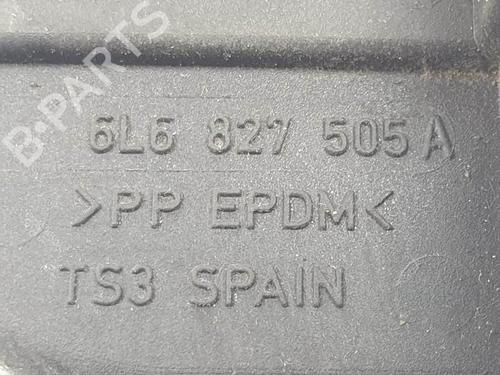 B-PARTS
6L6 827 505 A
>PP EPDM<
TS3 SPAIN